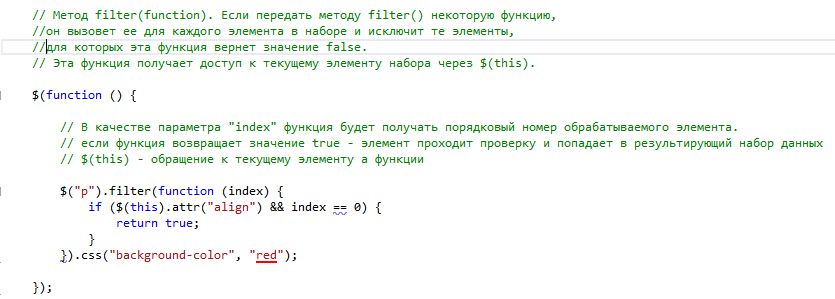 // Метод filter(function). Если передать методу filter() некоторую функцию,
//он вызовет ее для каждого элемента в наборе и исключит те элементы,
//для которых эта функция вернет значение false.
// Эта функция получает доступ к текущему элементу набора через $(this).
$(function () {
// В качестве параметра "index" функция будет получать порядковый номер обрабатываемого элемента.
// если функция возвращает значение true - элемент проходит проверку и попадает в результирующий набор данных
// $(this) - обращение к текущему элементу а функции
$("p").filter(function (index) {
if ($(this).attr("align") && index == 0) {
return true;
}
}).css("background-color", "red");
});